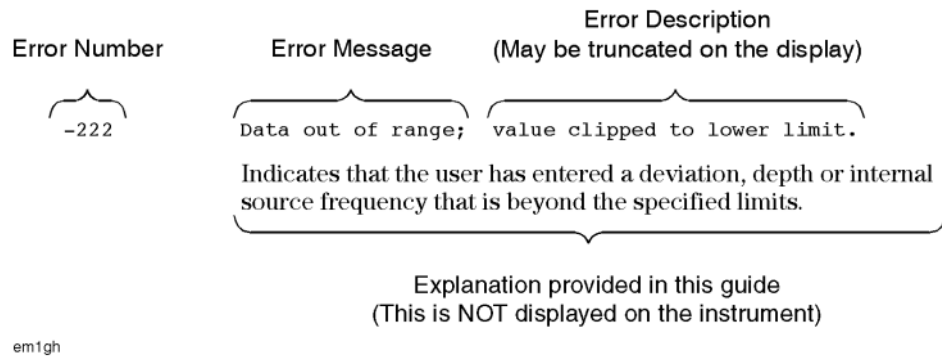 Error Description
Error Number Error Message (May be truncated on the display)
-222 Data out of range; value clipped to lower limit.
Indicates that the user has entered a deviation, depth or internal
source frequency that is beyond the specified limits.
Explanation provided in this guide
(This is NOT displayed on the instrument)
em1gh